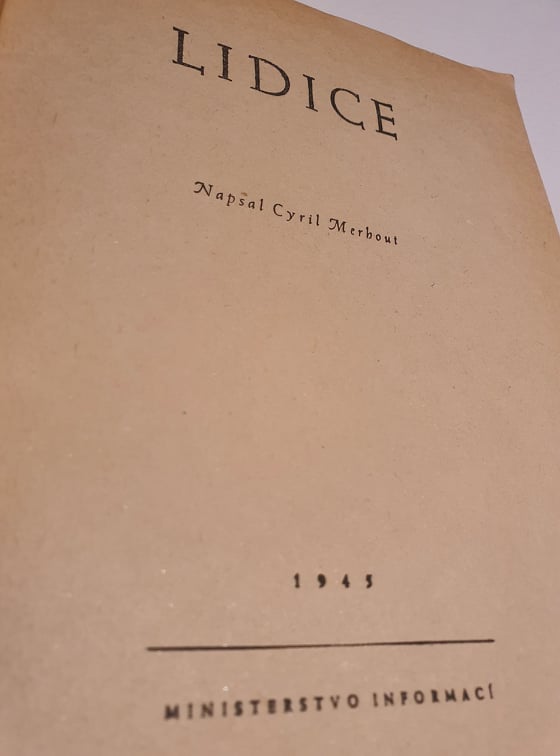 LIDICE
Napsal Cyril Merhout
1945
MINISTERSTVO INFORMACÍ